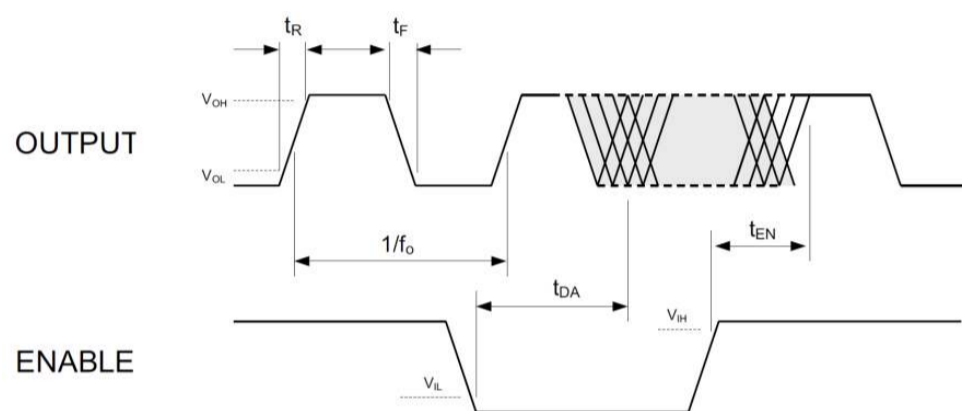 tR tF
VOH
OUTPUT
VOL
tEN
1/fo
tDA
VIH
ENABLE
VIL